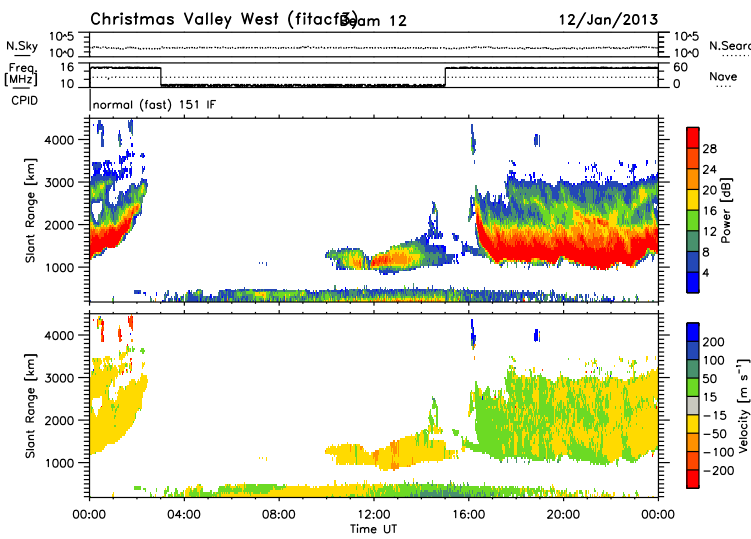 Christmas Valley West (fitacf3) Beam 12 12/Jan/2013
N.Sky 10^5 10^0 10^5 10^0 N.Sear
Freq. [MHz] 16 10 60 0 Nave
CPID normal (fast) 151 IF
Slant Range [km]
4000
3000
2000
1000
28
24
20
16
12
8
4
Power [dB]
Slant Range [km]
4000
3000
2000
1000
200
100
50
15
-15
-50
-100
-200
Velocity [m s⁻¹]
00:00 04:00 08:00 12:00 16:00 20:00 00:00
Time UT